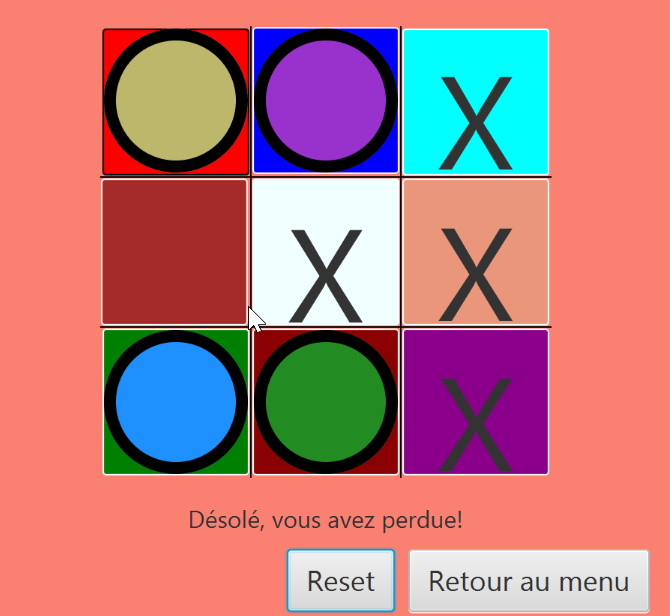 X
X X
X
Désolé, vous avez perdue!
Reset Retour au menu